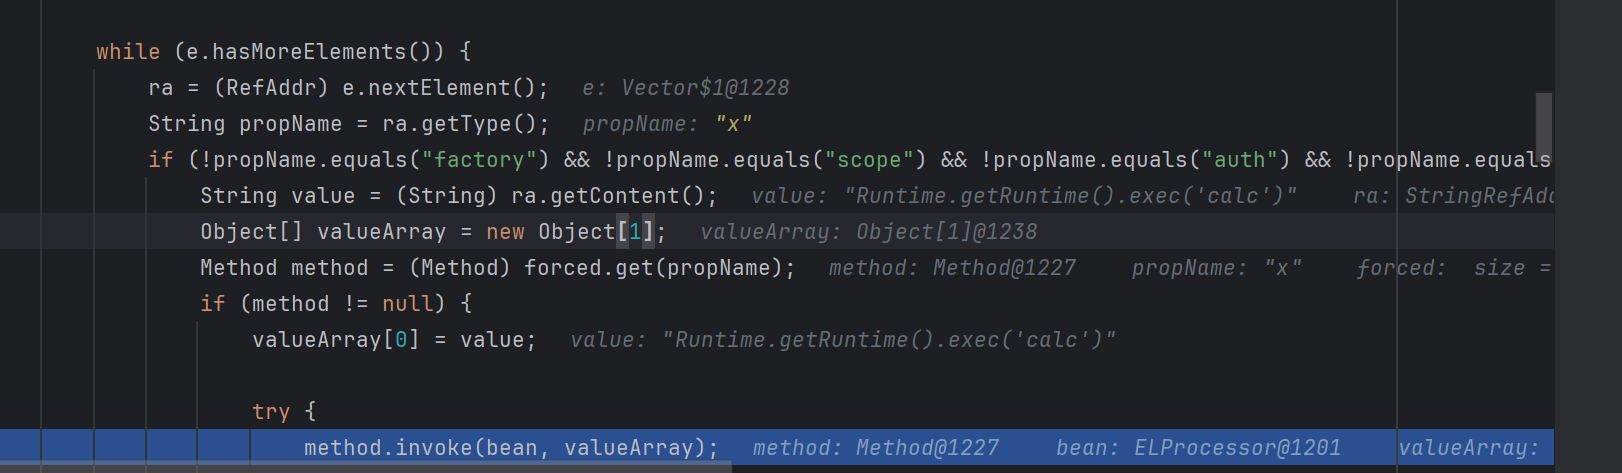 while (e.hasMoreElements()) {
ra = (RefAddr) e.nextElement(); e: Vector$1@1228
String propName = ra.getType(); propName: "x"
if (!propName.equals("factory") && !propName.equals("scope") && !propName.equals("auth") && !propName.equals
String value = (String) ra.getContent(); value: "Runtime.getRuntime().exec('calc')" ra: StringRefAdd
Object[] valueArray = new Object[1]; valueArray: Object[1]@1238
Method method = (Method) forced.get(propName); method: Method@1227 propName: "x" forced: size =
if (method != null) {
valueArray[0] = value; value: "Runtime.getRuntime().exec('calc')"
try {
method.invoke(bean, valueArray); method: Method@1227 bean: ELProcessor@1201 valueArray: